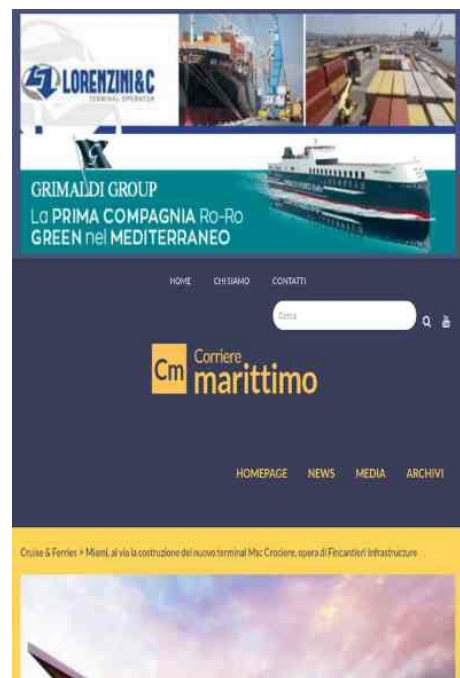 LORENZINI&C
TERMINAL OPERATOR
GRIMALDI GROUP
La PRIMA COMPAGNIA Ro-Ro
GREEN nel MEDITERRANEO
HOME CHI SIAMO CONTATTI
Cerca
Cm Corriere
marittimo
HOMEPAGE NEWS MEDIA ARCHIVI
Cruise & Ferries > Miami, al via la costruzione del nuovo terminal Msc Crociere, opera di Fincantieri Infrastructure